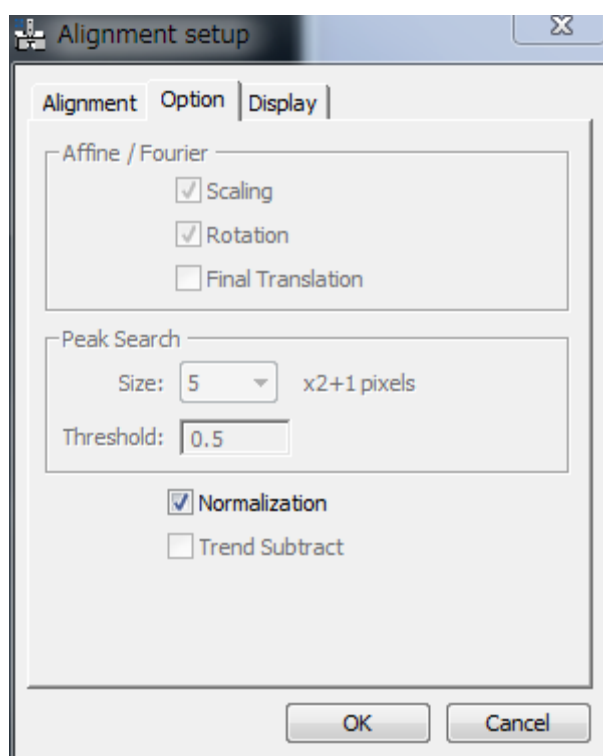 Alignment setup
Alignment Option Display
Affine / Fourier
Scaling
Rotation
Final Translation
Peak Search
Size: 5 x2+1 pixels
Threshold: 0.5
Normalization
Trend Subtract
OK Cancel